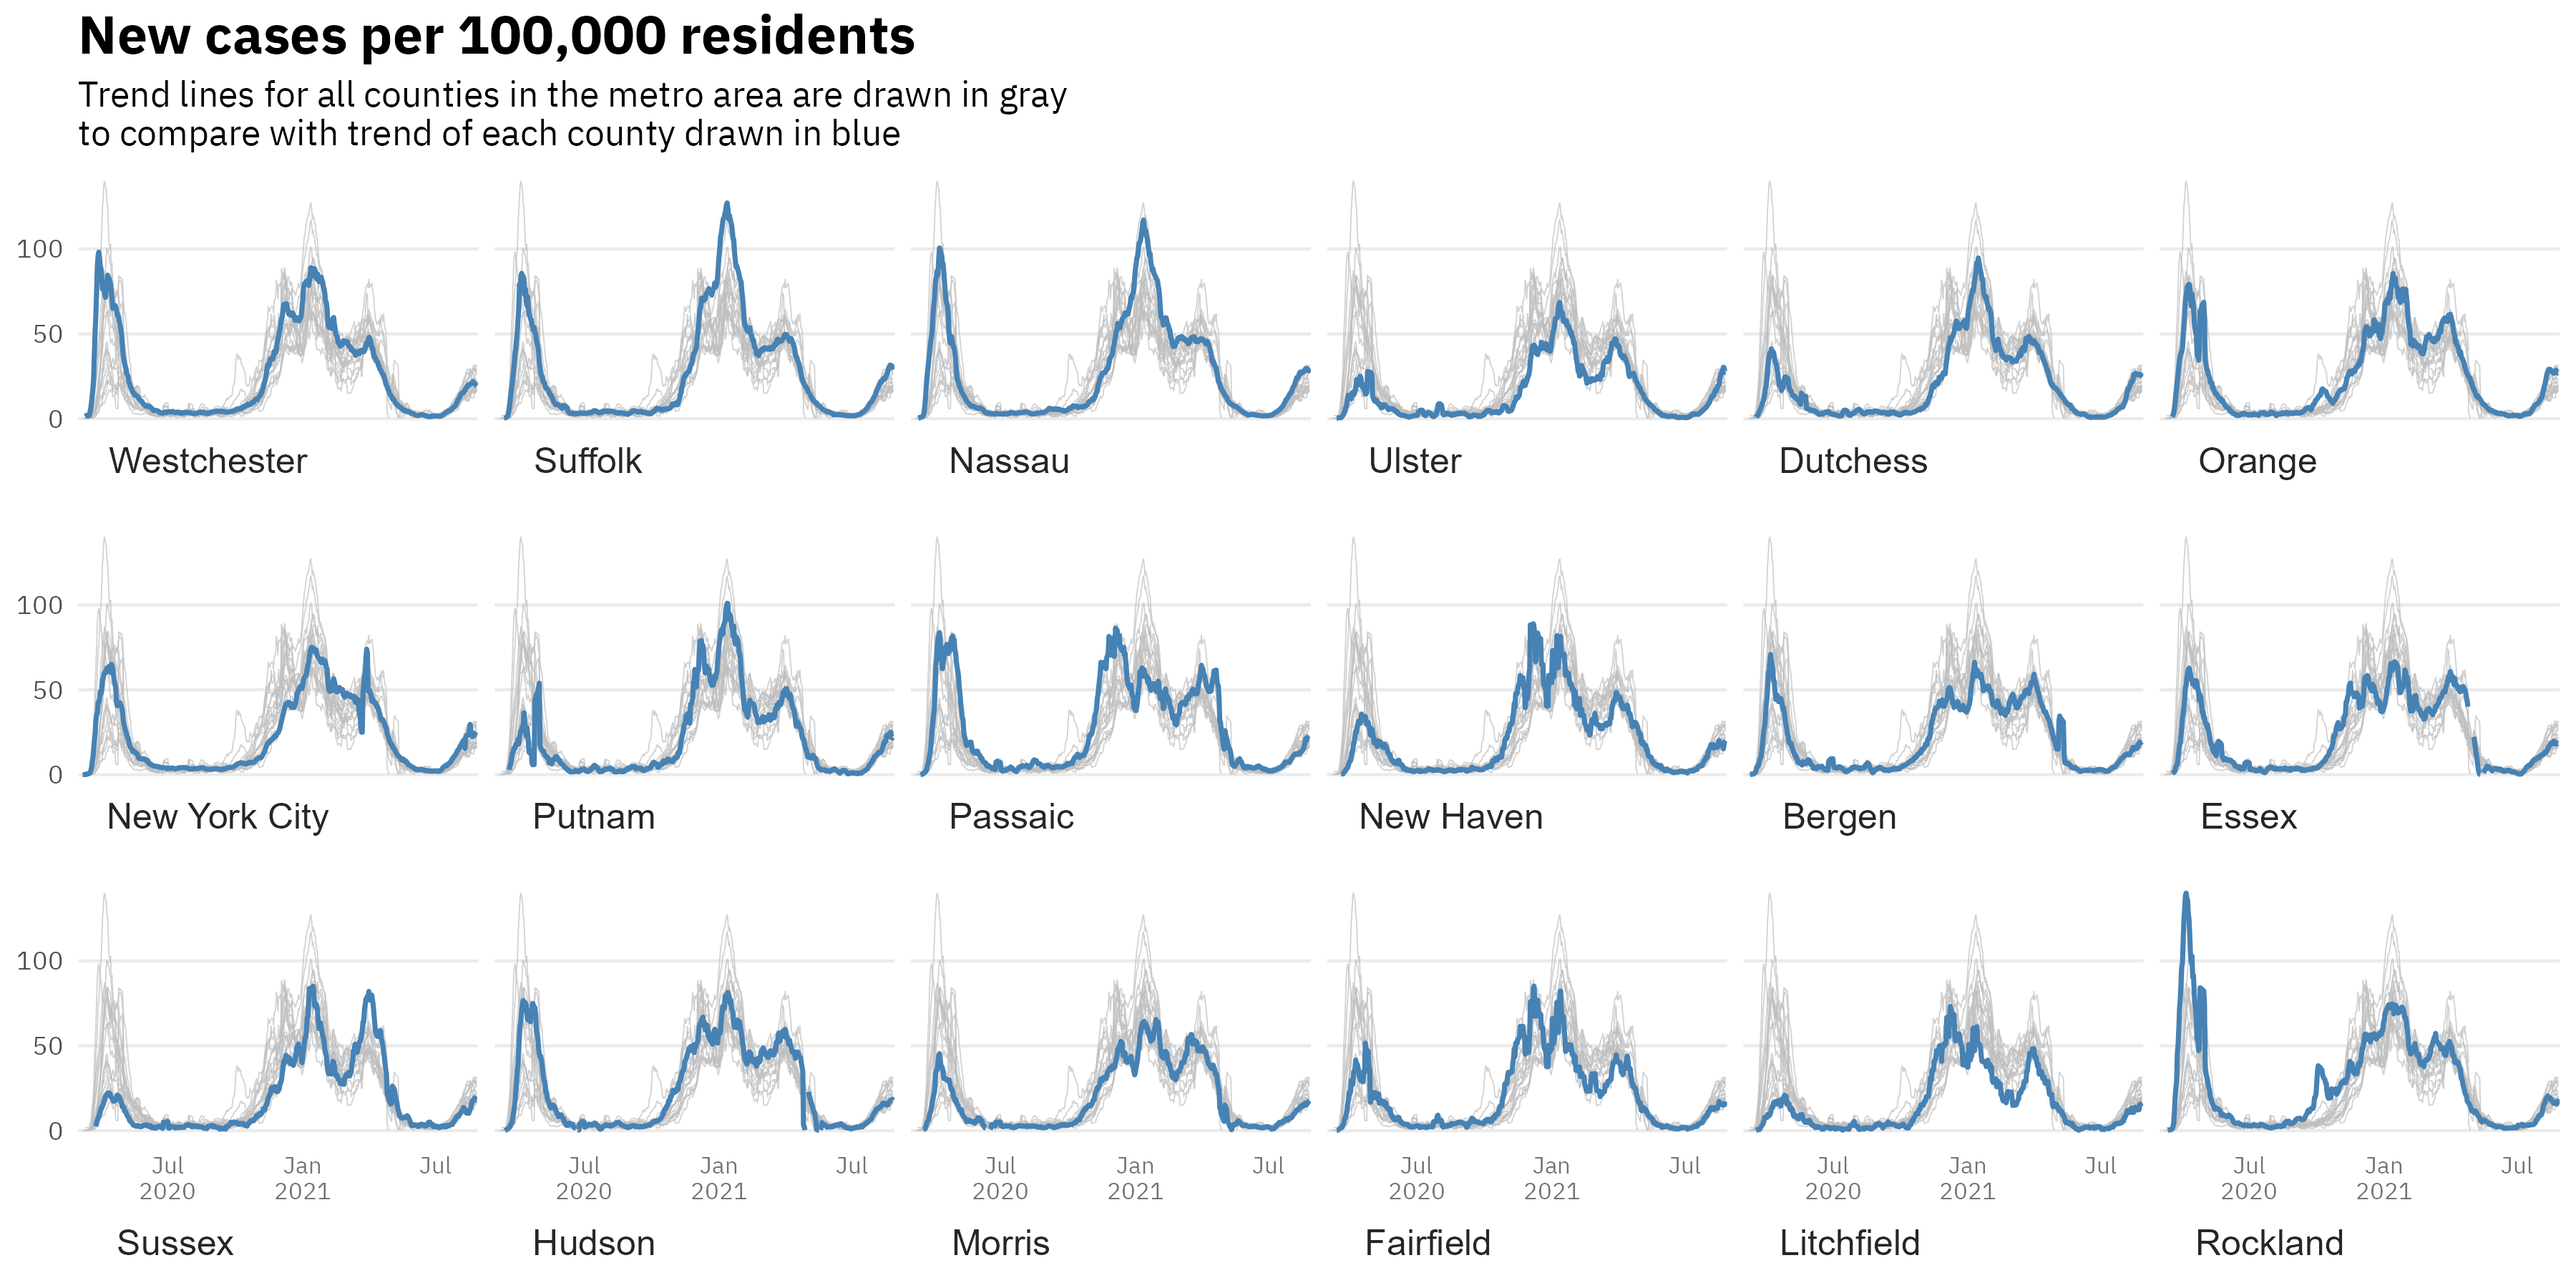 New cases per 100,000 residents
Trend lines for all counties in the metro area are drawn in gray
to compare with trend of each county drawn in blue
100
50
0
Westchester Suffolk Nassau Ulster Dutchess Orange
100
50
0
New York City Putnam Passaic New Haven Bergen Essex
100
50
0
Jul Jan Jul Jul Jan Jul Jul Jan Jul Jul Jan Jul Jul Jan Jul Jul Jan Jul
2020 2021 2020 2021 2020 2021 2020 2021 2020 2021 2020 2021
Sussex Hudson Morris Fairfield Litchfield Rockland